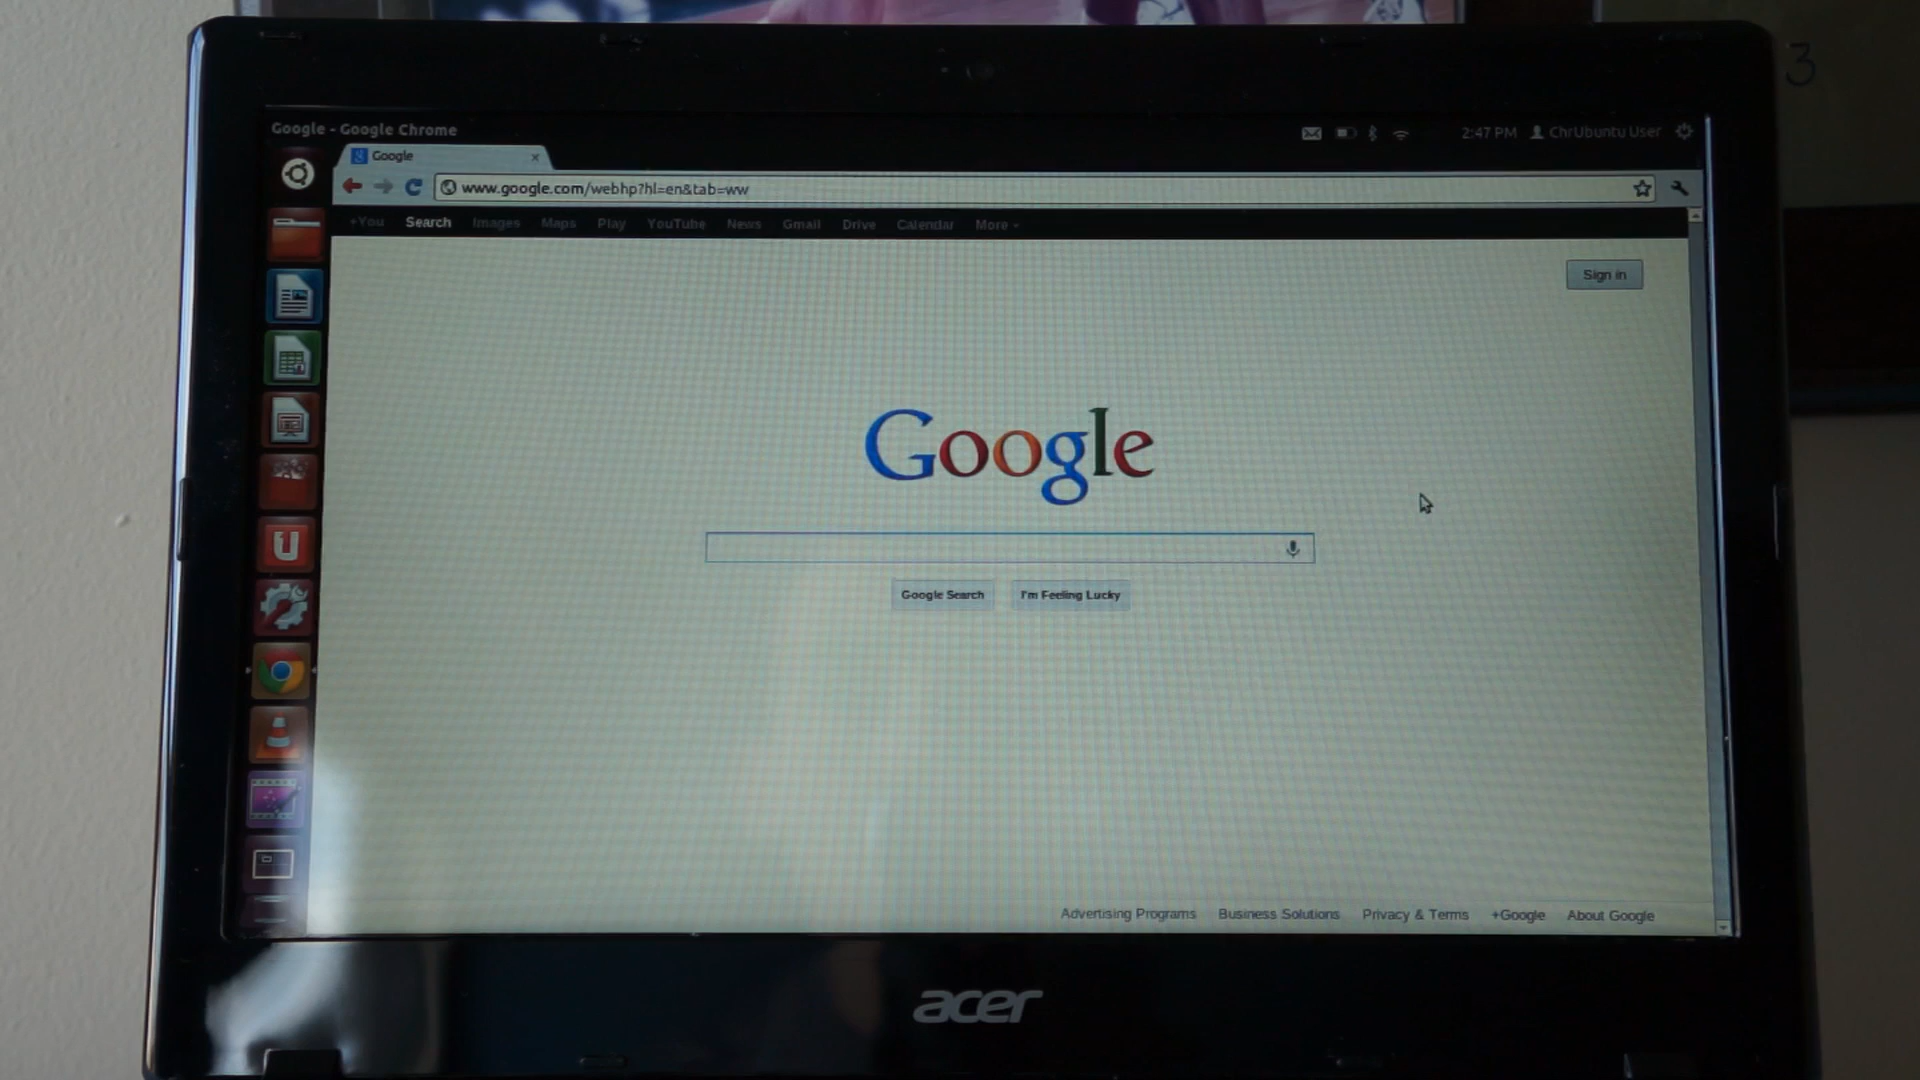 3
Google - Google Chrome
2:47 PM ChrUbuntu User
Google
www.google.com/webhp?hl=en&tab=ww
+You Search Images Maps Play YouTube News Gmail Drive Calendar More
Sign in
Google
Google Search I'm Feeling Lucky
Advertising Programs Business Solutions Privacy & Terms +Google About Google
acer